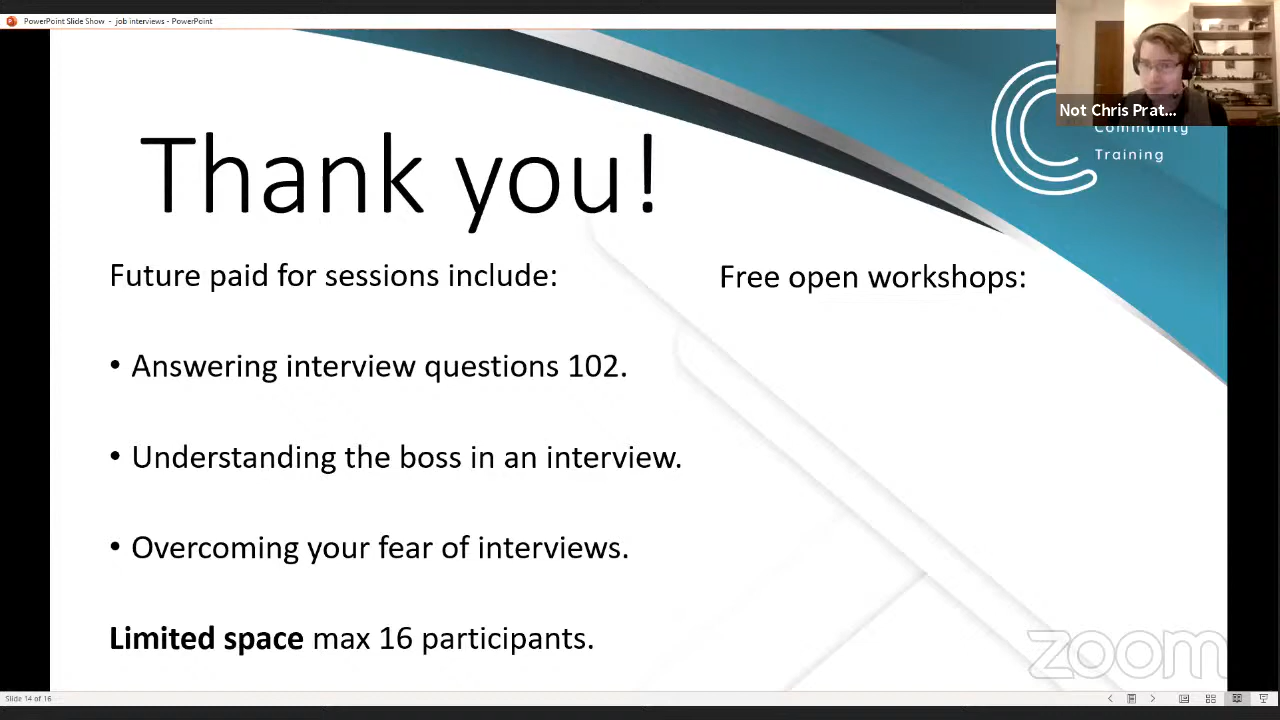 PowerPoint Slide Show - job interviews - PowerPoint
Not Chris Prat...
Community
Training
Thank you!
Future paid for sessions include:
• Answering interview questions 102.
• Understanding the boss in an interview.
• Overcoming your fear of interviews.
Limited space max 16 participants.
Free open workshops:
zoom
Slide 14 of 16